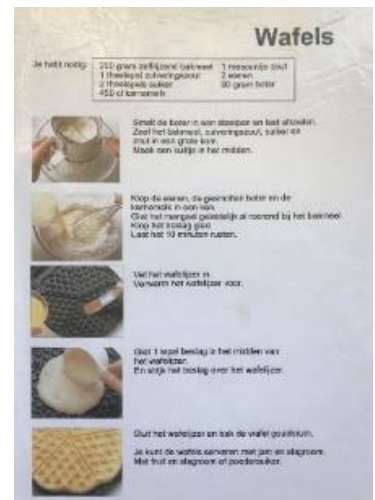 Wafels
Je hebt nodig:
250 gram zelfrijzend bakmeel
1 theelepel zuiveringszout
2 theelepels suiker
450 cl karnemelk
1 mespuntje zout
2 eieren
80 gram boter
Smelt de boter in een steelpan en laat afkoelen.
Zeef het bakmeel, zuiveringszout, suiker en
zout in een grote kom.
Maak een kuiltje in het midden.
Klop de eieren, de gesmolten boter en de
karnemelk in een kom.
Giet het mengsel geleidelijk al roerend bij het bakmeel.
Klop het beslag glad.
Laat het 10 minuten rusten.
Vet het wafelijzer in.
Verwarm het wafelijzer voor.
Giet 1 lepel beslag in het midden van
het wafelijzer.
En strijk het beslag over het wafelijzer.
Sluit het wafelijzer en bak de wafel goudbruin.
Je kunt de wafels serveren met jam en slagroom.
Met fruit en slagroom of poedersuiker.